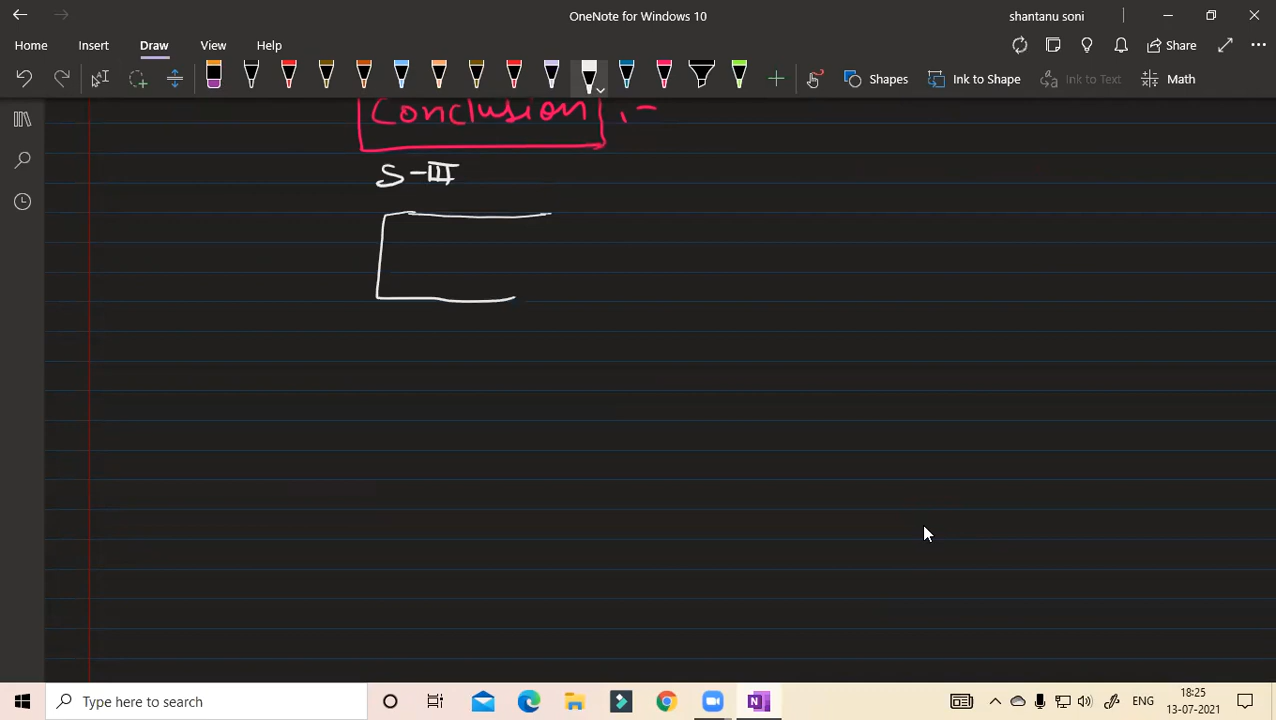 OneNote for Windows 10
shantanu soni
Home Insert Draw View Help
Share
Shapes Ink to Shape Ink to Text Math
Conclusion :-
S-III
Type here to search
ENG
18:25
13-07-2021